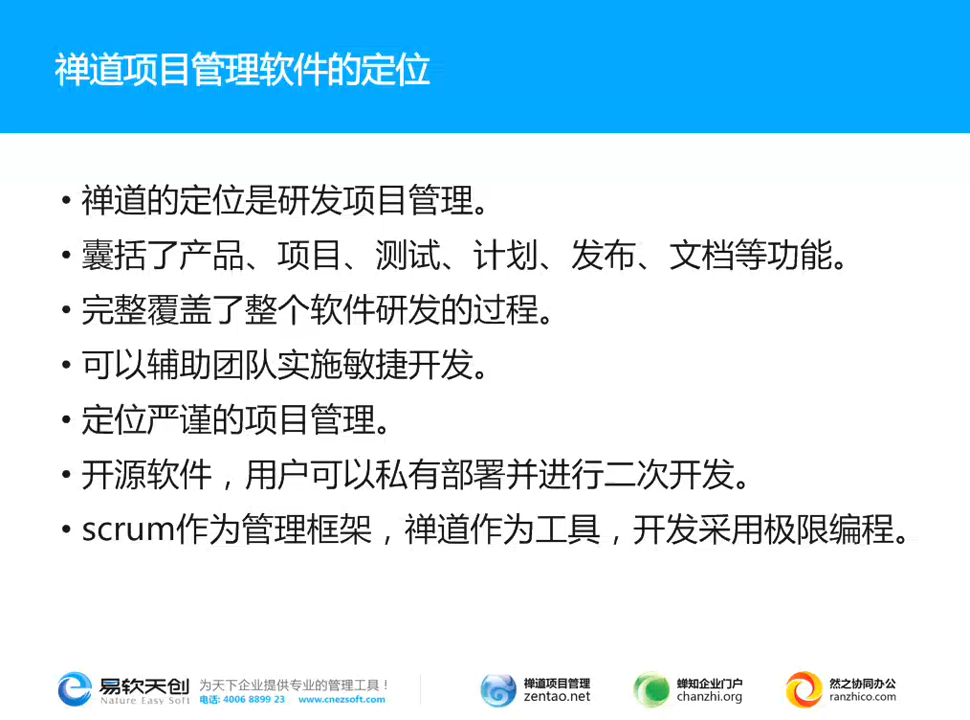 禅道项目管理软件的定位
• 禅道的定位是研发项目管理。
• 囊括了产品、项目、测试、计划、发布、文档等功能。
• 完整覆盖了整个软件研发的过程。
• 可以辅助团队实施敏捷开发。
• 定位严谨的项目管理。
• 开源软件，用户可以私有部署并进行二次开发。
• scrum作为管理框架，禅道作为工具，开发采用极限编程。
易软天创
Nature Easy Soft
为天下企业提供专业的管理工具！
电话: 4006 8899 23 www.cnezsoft.com
禅道项目管理
zentao.net
蝉知企业门户
chanzhi.org
然之协同办公
ranzhico.com